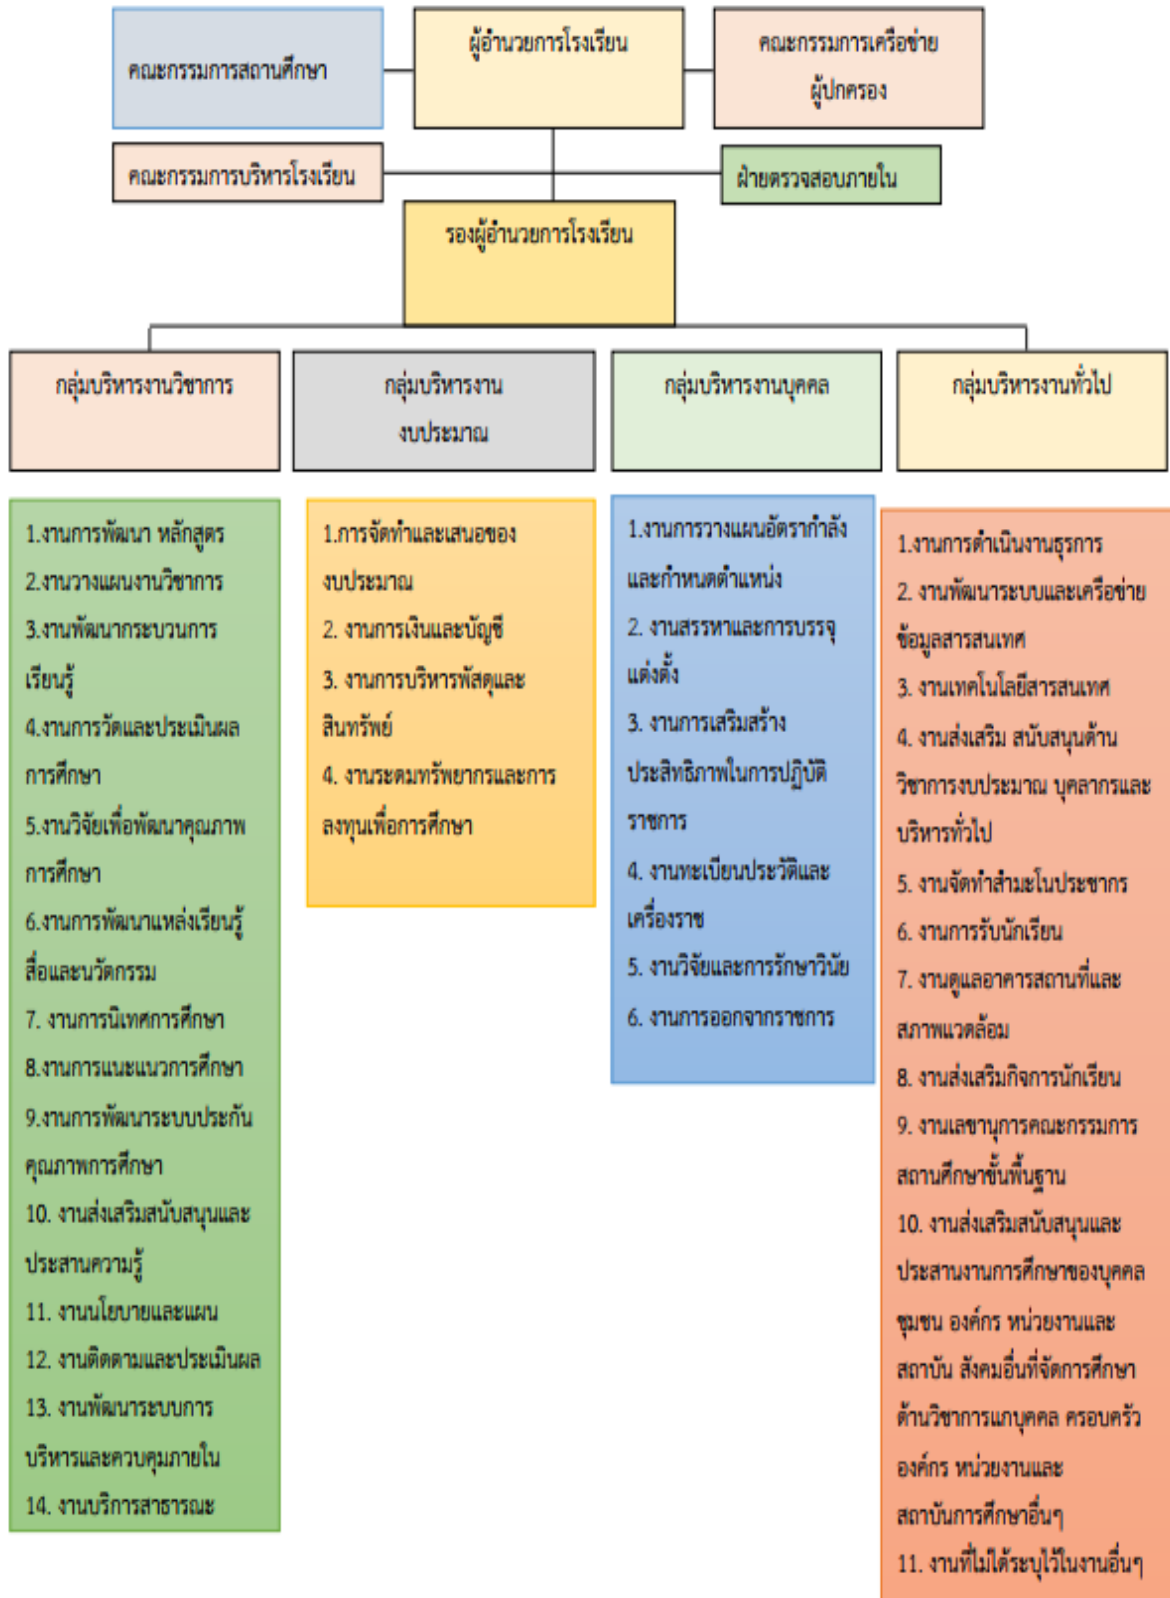 คณะกรรมการสถานศึกษา
ผู้อำนวยการโรงเรียน
คณะกรรมการเครือข่าย
ผู้ปกครอง
คณะกรรมการบริหารโรงเรียน
ฝ่ายตรวจสอบภายใน
รองผู้อำนวยการโรงเรียน
กลุ่มบริหารงานวิชาการ
กลุ่มบริหารงาน
งบประมาณ
กลุ่มบริหารงานบุคคล
กลุ่มบริหารงานทั่วไป
1.งานการพัฒนา หลักสูตร
2.งานวางแผนงานวิชาการ
3.งานพัฒนากระบวนการ
เรียนรู้
4.งานการวัดและประเมินผล
การศึกษา
5.งานวิจัยเพื่อพัฒนาคุณภาพ
การศึกษา
6.งานการพัฒนาแหล่งเรียนรู้
สื่อและนวัตกรรม
7. งานการนิเทศการศึกษา
8.งานการแนะแนวการศึกษา
9.งานการพัฒนาระบบประกัน
คุณภาพการศึกษา
10. งานส่งเสริมสนับสนุนและ
ประสานความรู้
11. งานนโยบายและแผน
12. งานติดตามและประเมินผล
13. งานพัฒนาระบบการ
บริหารและควบคุมภายใน
14. งานบริการสาธารณะ
1.การจัดทำและเสนอของ
งบประมาณ
2. งานการเงินและบัญชี
3. งานการบริหารพัสดุและ
สินทรัพย์
4. งานระดมทรัพยากรและการ
ลงทุนเพื่อการศึกษา
1.งานการวางแผนอัตรากำลัง
และกำหนดตำแหน่ง
2. งานสรรหาและการบรรจุ
แต่งตั้ง
3. งานการเสริมสร้าง
ประสิทธิภาพในการปฏิบัติ
ราชการ
4. งานทะเบียนประวัติและ
เครื่องราช
5. งานวิจัยและการรักษาวินัย
6. งานการออกจากราชการ
1.งานการดำเนินงานธุรการ
2. งานพัฒนาระบบและเครือข่าย
ข้อมูลสารสนเทศ
3. งานเทคโนโลยีสารสนเทศ
4. งานส่งเสริม สนับสนุนด้าน
วิชาการงบประมาณ บุคลากรและ
บริหารทั่วไป
5. งานจัดทำสำมะโนประชากร
6. งานการรับนักเรียน
7. งานดูแลอาคารสถานที่และ
สภาพแวดล้อม
8. งานส่งเสริมกิจการนักเรียน
9. งานเลขานุการคณะกรรมการ
สถานศึกษาขั้นพื้นฐาน
10. งานส่งเสริมสนับสนุนและ
ประสานงานการศึกษาของบุคคล
ชุมชน องค์กร หน่วยงานและ
สถาบัน สังคมอื่นที่จัดการศึกษา
ด้านวิชาการแกบุคคล ครอบครัว
องค์กร หน่วยงานและ
สถาบันการศึกษาอื่นๆ
11. งานที่ไม่ได้ระบุไว้ในงานอื่นๆ